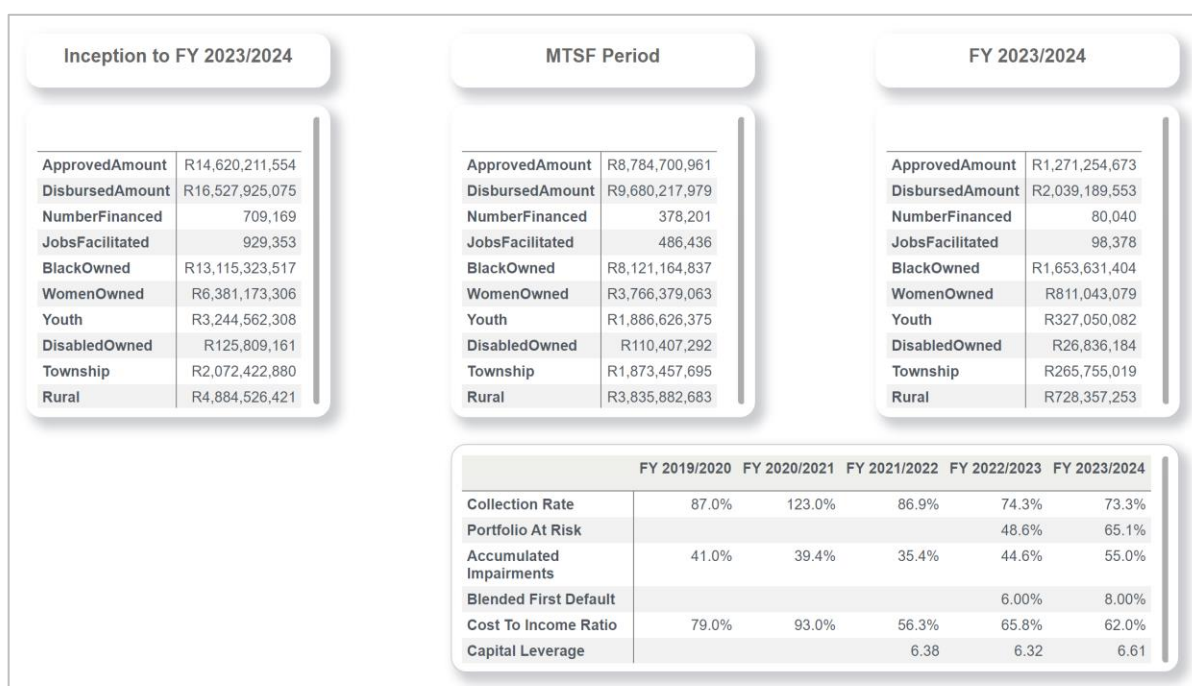 Inception to FY 2023/2024
ApprovedAmount R14,620,211,554
DisbursedAmount R16,527,925,075
NumberFinanced 709,169
JobsFacilitated 929,353
BlackOwned R13,115,323,517
WomenOwned R6,381,173,306
Youth R3,244,562,308
DisabledOwned R125,809,161
Township R2,072,422,880
Rural R4,884,526,421
MTSF Period
ApprovedAmount R8,784,700,961
DisbursedAmount R9,680,217,979
NumberFinanced 378,201
JobsFacilitated 486,436
BlackOwned R8,121,164,837
WomenOwned R3,766,379,063
Youth R1,886,626,375
DisabledOwned R110,407,292
Township R1,873,457,695
Rural R3,835,882,683
FY 2023/2024
ApprovedAmount R1,271,254,673
DisbursedAmount R2,039,189,553
NumberFinanced 80,040
JobsFacilitated 98,378
BlackOwned R1,653,631,404
WomenOwned R811,043,079
Youth R327,050,082
DisabledOwned R26,836,184
Township R265,755,019
Rural R728,357,253
FY 2019/2020 FY 2020/2021 FY 2021/2022 FY 2022/2023 FY 2023/2024
Collection Rate 87.0% 123.0% 86.9% 74.3% 73.3%
Portfolio At Risk 48.6% 65.1%
Accumulated 41.0% 39.4% 35.4% 44.6% 55.0%
Impairments
Blended First Default 6.00% 8.00%
Cost To Income Ratio 79.0% 93.0% 56.3% 65.8% 62.0%
Capital Leverage 6.38 6.32 6.61